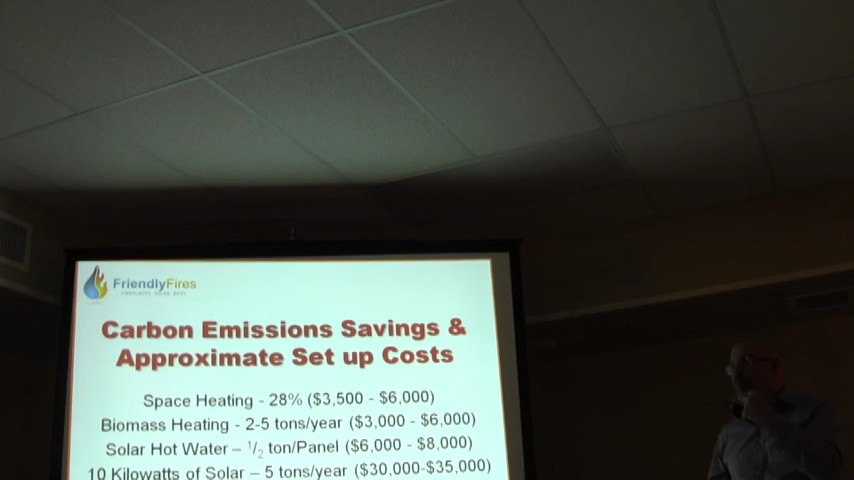 FriendlyFires
Carbon Emissions Savings &
Approximate Set up Costs
Space Heating - 28% ($3,500 - $6,000)
Biomass Heating - 2-5 tons/year ($3,000 - $6,000)
Solar Hot Water – 1/2 ton/Panel ($6,000 - $8,000)
10 Kilowatts of Solar – 5 tons/year ($30,000-$35,000)